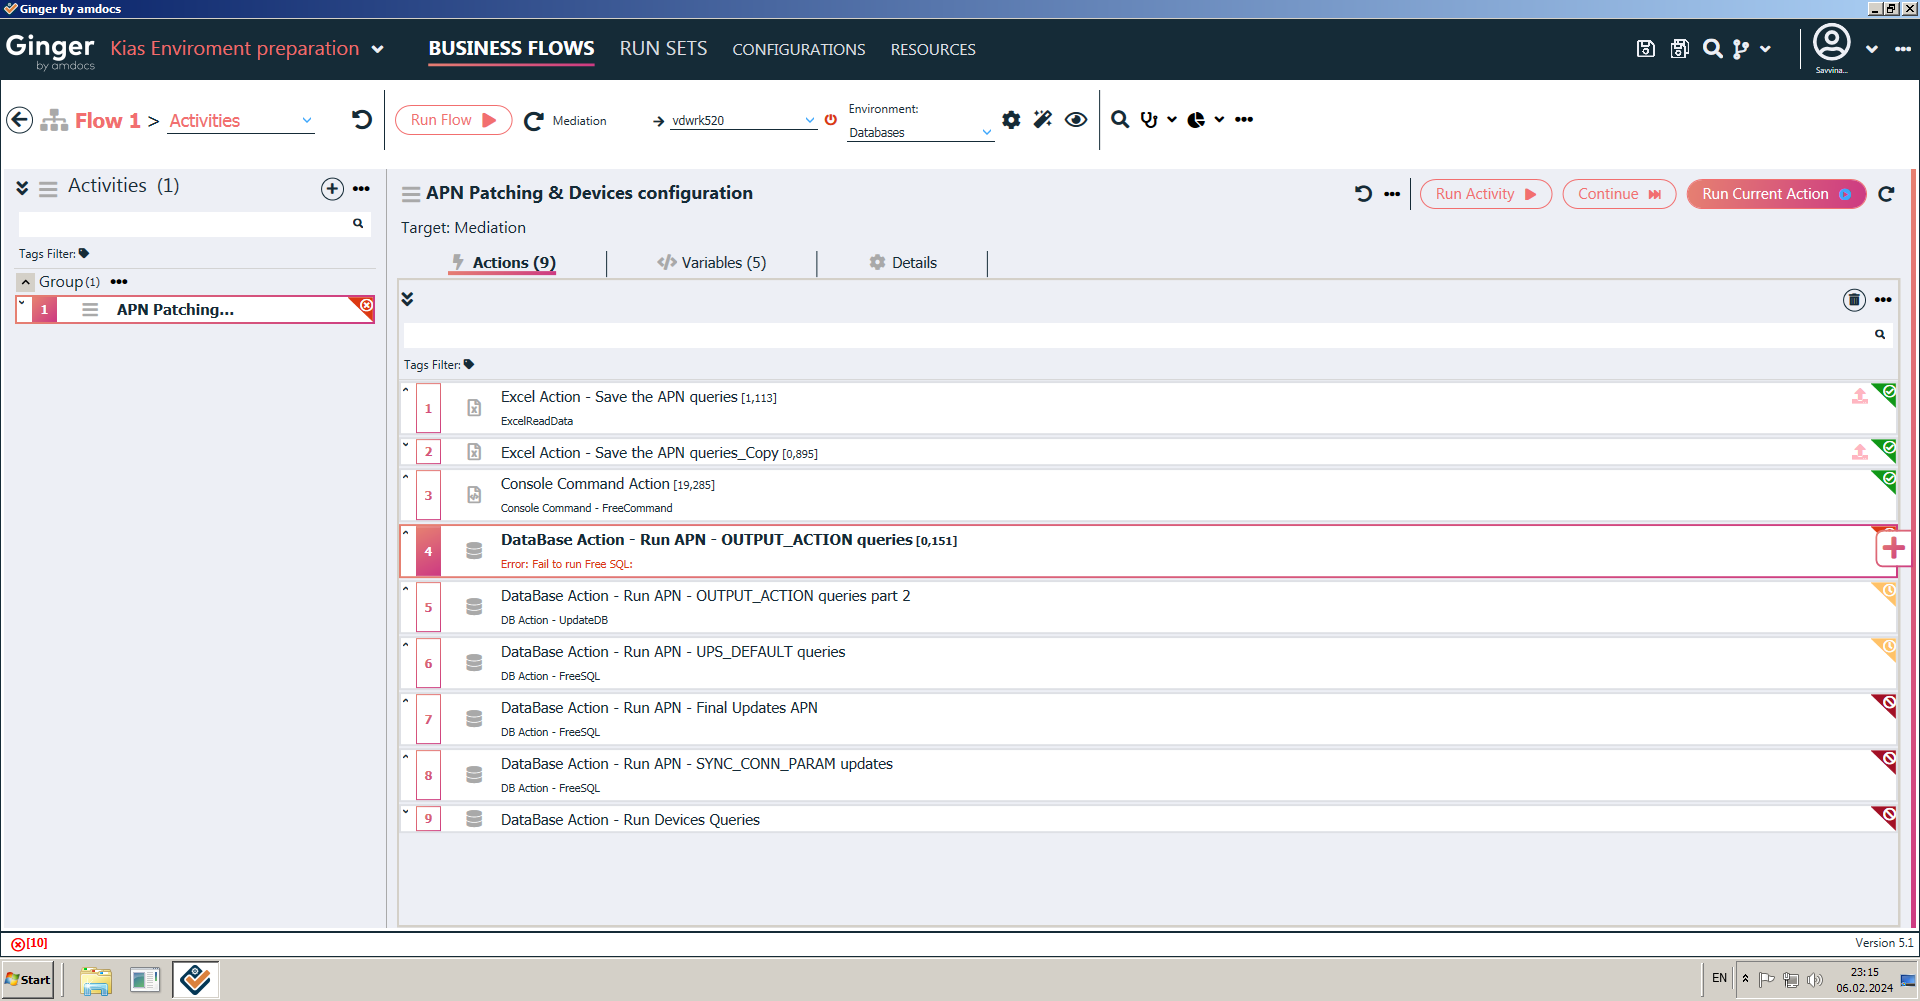 Ginger by amdocs
Ginger
by amdocs
Kias Enviroment preparation
BUSINESS FLOWS
RUN SETS
CONFIGURATIONS
RESOURCES
Savvina...
Flow 1 > Activities
Run Flow
Mediation
vdwrk520
Environment:
Databases
Activities (1)
Tags Filter:
Group(1)
1
APN Patching...
APN Patching & Devices configuration
Run Activity
Continue
Run Current Action
Target: Mediation
Actions (9)
Variables (5)
Details
Tags Filter:
1
Excel Action - Save the APN queries [1,113]
ExcelReadData
2
Excel Action - Save the APN queries_Copy [0,895]
3
Console Command Action [19,285]
Console Command - FreeCommand
4
DataBase Action - Run APN - OUTPUT_ACTION queries [0,151]
Error: Fail to run Free SQL:
5
DataBase Action - Run APN - OUTPUT_ACTION queries part 2
DB Action - UpdateDB
6
DataBase Action - Run APN - UPS_DEFAULT queries
DB Action - FreeSQL
7
DataBase Action - Run APN - Final Updates APN
DB Action - FreeSQL
8
DataBase Action - Run APN - SYNC_CONN_PARAM updates
DB Action - FreeSQL
9
DataBase Action - Run Devices Queries
[10]
Version 5.1
Start
EN
23:15
06.02.2024